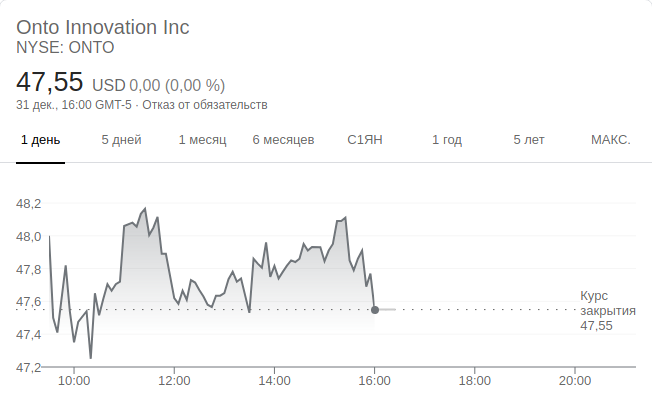 Onto Innovation Inc
NYSE: ONTO
47,55 USD 0,00 (0,00 %)
31 дек., 16:00 GMT-5 · Отказ от обязательств
1 день 5 дней 1 месяц 6 месяцев С1ЯН 1 год 5 лет МАКС.
48,2
48,0
47,8
47,6
47,4
47,2
Курс
закрытия
47,55
10:00 12:00 14:00 16:00 18:00 20:00